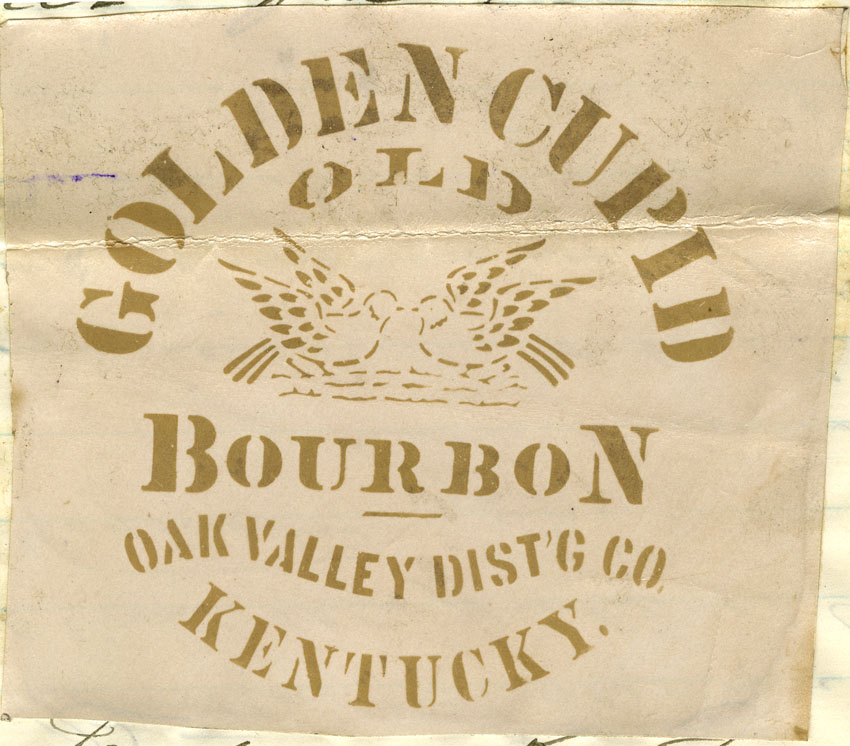 GOLDEN CUPID
OLD
BOURBON
OAK VALLEY DIST'G CO.
KENTUCKY.